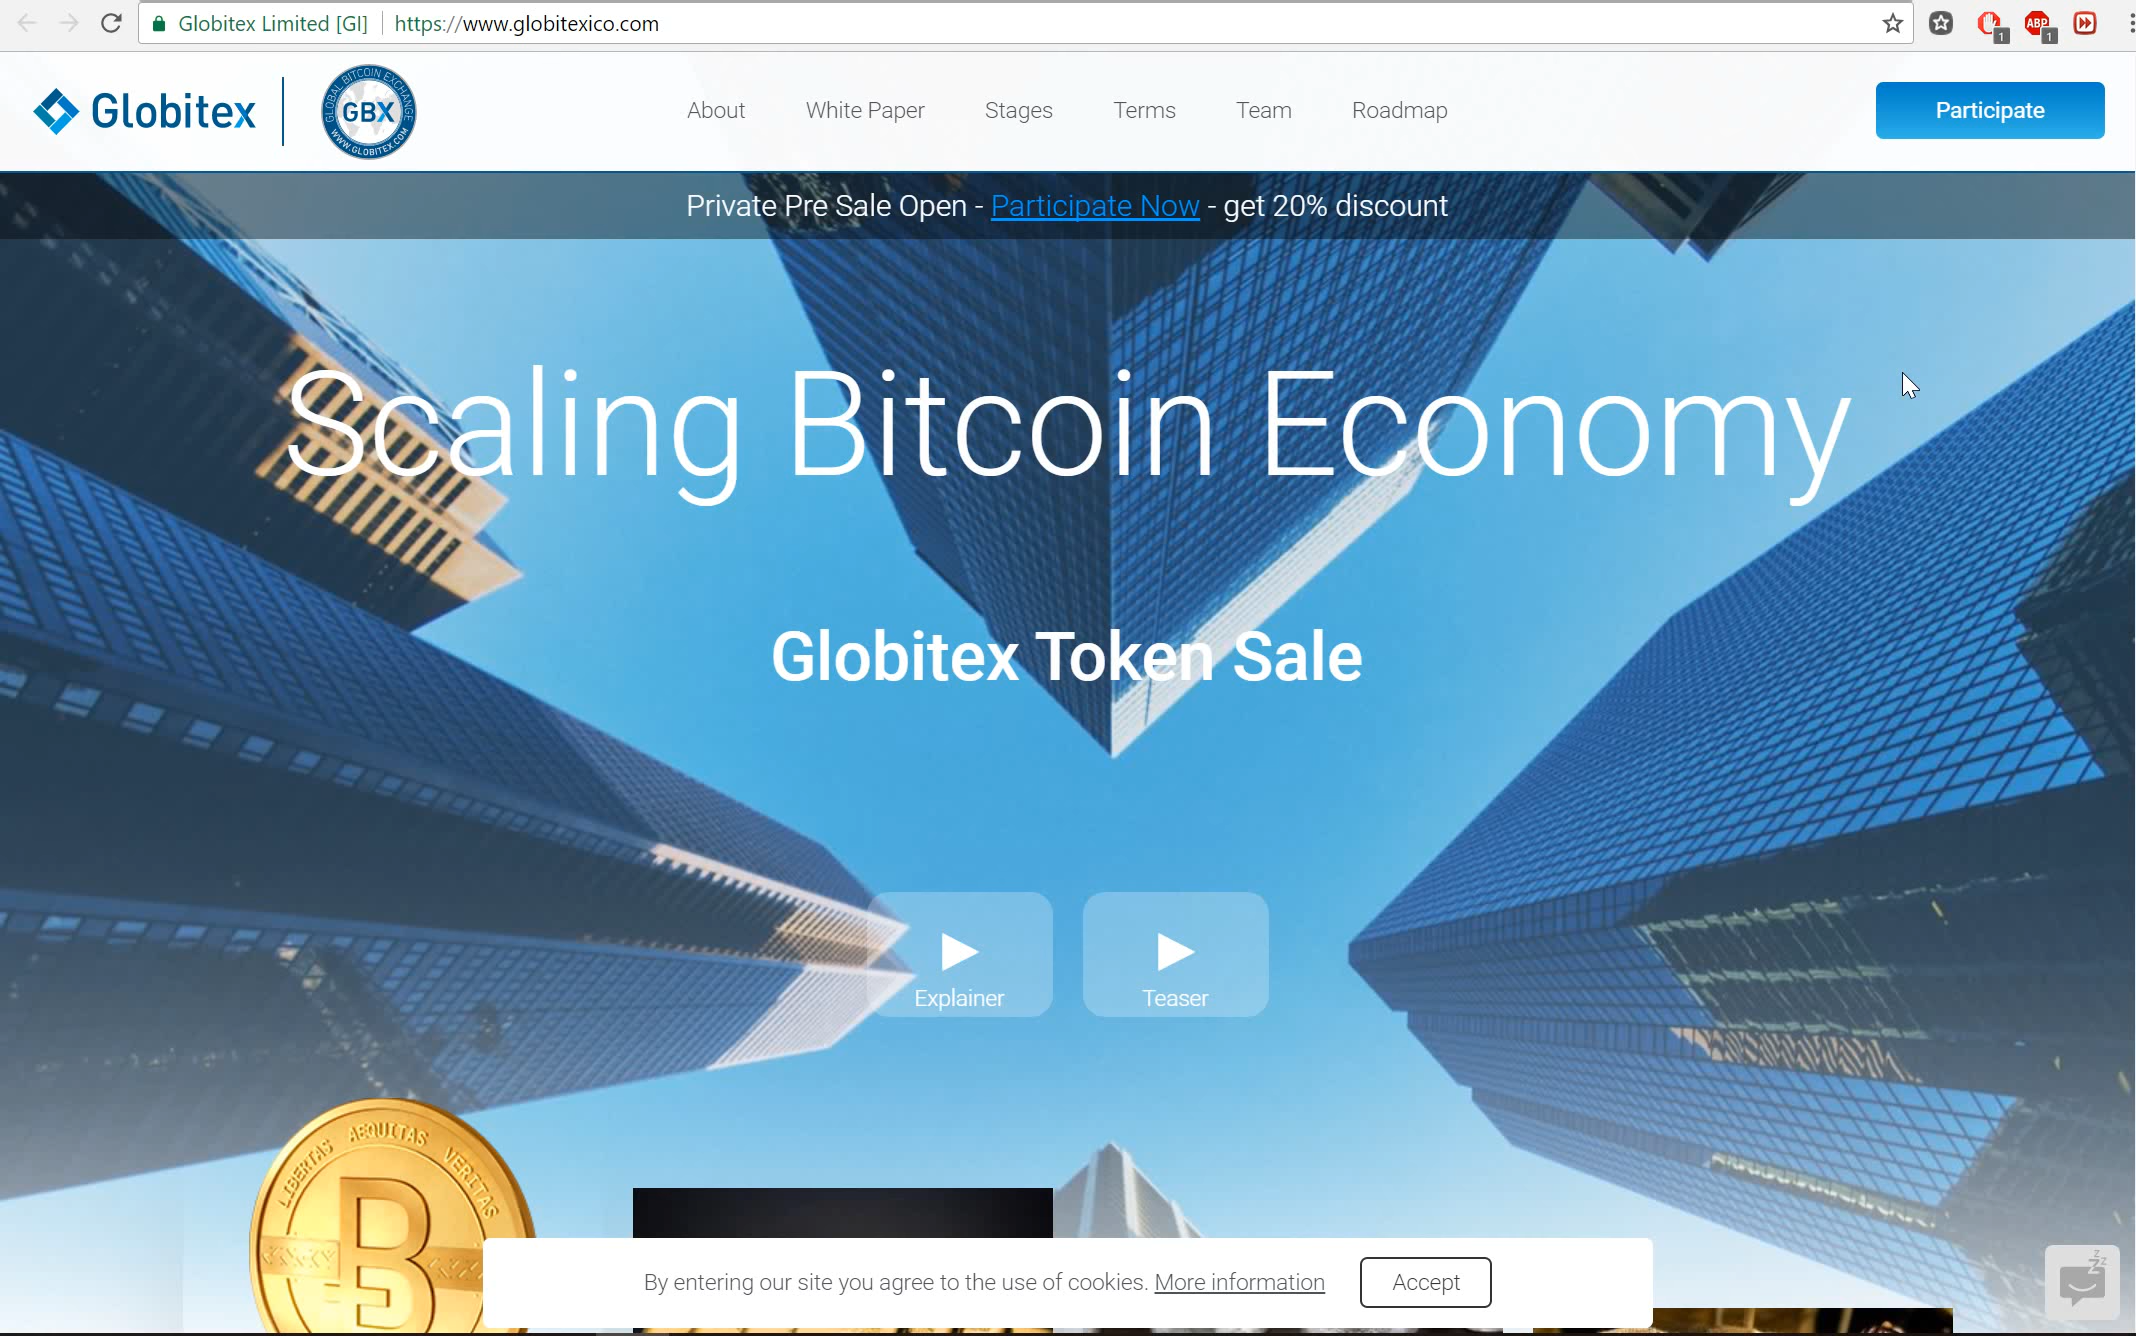 Globitex Limited [GI]
https://www.globitexico.com
1
ABP
1
Globitex
GLOBAL BITCOIN EXCHANGE
GBX
WWW.GLOBITEX.COM
About
White Paper
Stages
Terms
Team
Roadmap
Participate
Private Pre Sale Open - Participate Now - get 20% discount
Scaling Bitcoin Economy
Globitex Token Sale
Explainer
Teaser
LIBERTAS AEQUITAS VERITAS
By entering our site you agree to the use of cookies. More information
Accept
z z z